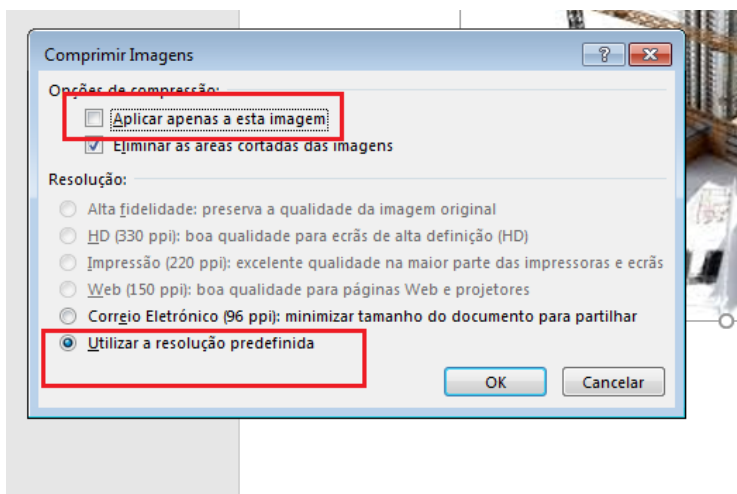 Comprimir Imagens
Opções de compressão:
Aplicar apenas a esta imagem
Eliminar as áreas cortadas das imagens
Resolução:
Alta fidelidade: preserva a qualidade da imagem original
HD (330 ppi): boa qualidade para ecrãs de alta definição (HD)
Impressão (220 ppi): excelente qualidade na maior parte das impressoras e ecrãs
Web (150 ppi): boa qualidade para páginas Web e projetores
Correio Eletrónico (96 ppi): minimizar tamanho do documento para partilhar
Utilizar a resolução predefinida
OK Cancelar